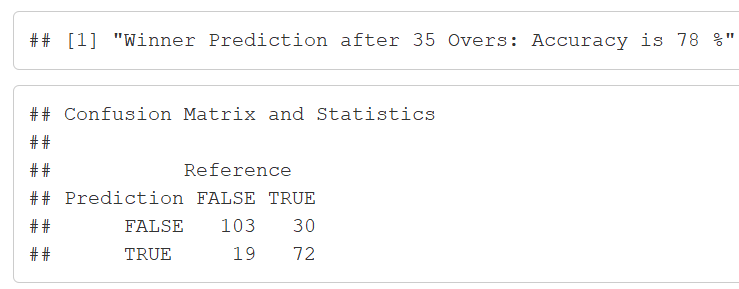 ## [1] "Winner Prediction after 35 Overs: Accuracy is 78 %"
## Confusion Matrix and Statistics
##
##           Reference
## Prediction FALSE TRUE
##      FALSE   103   30
##      TRUE     19   72